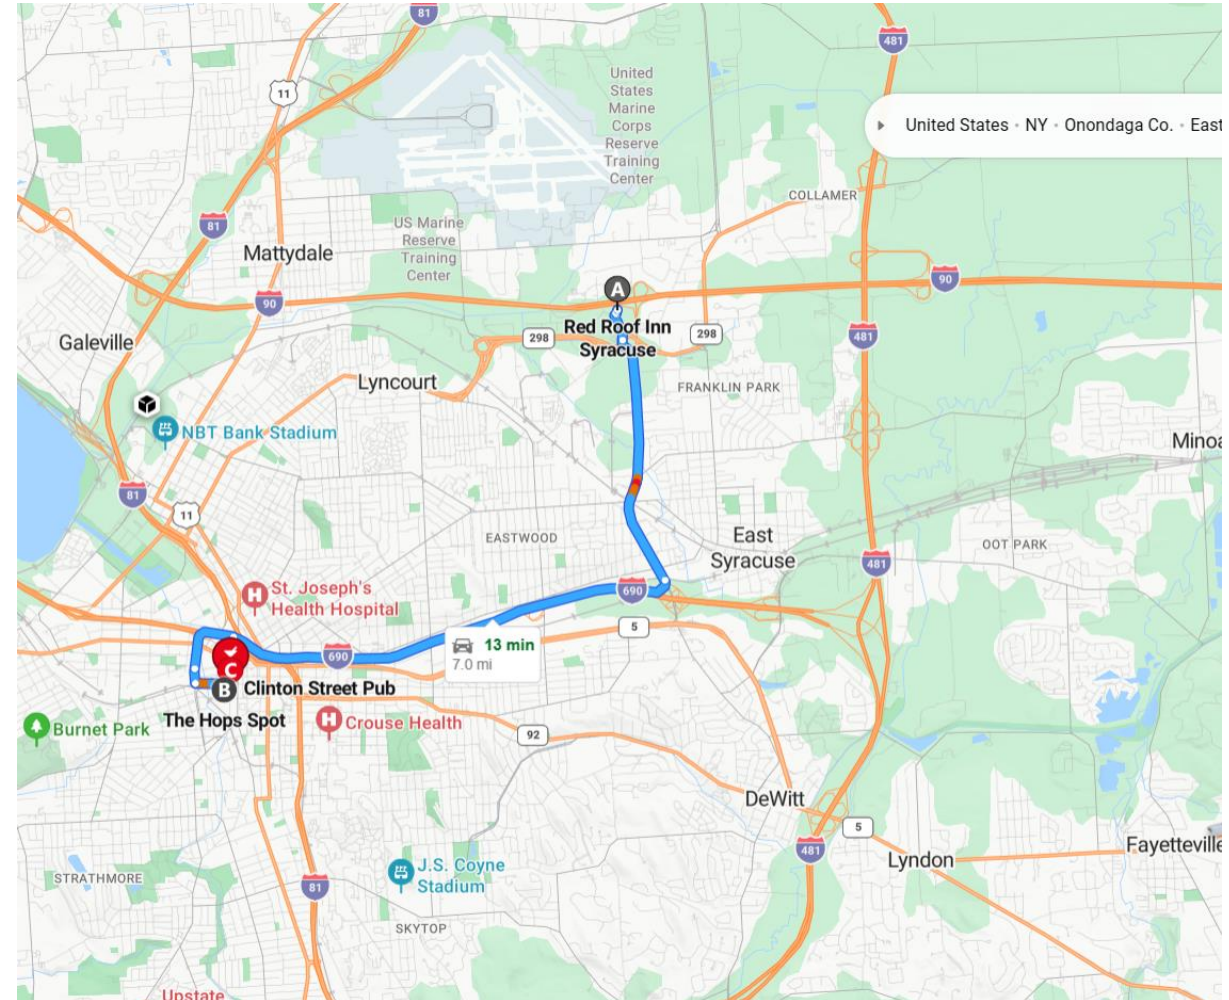 81
481
11
United
States
Marine
Corps
Reserve
Training
Center
United States • NY • Onondaga Co. • East
COLLAMER
81
US Marine
Reserve
Training
Center
Mattydale
90
90
A
Red Roof Inn
Syracuse
298
298
481
Galeville
Lyncourt
FRANKLIN PARK
NBT Bank Stadium
Minoa
81
11
EASTWOOD
East
Syracuse
OOT PARK
481
St. Joseph's
Health Hospital
690
5
13 min
7.0 mi
690
C
B
Clinton Street Pub
The Hops Spot
Burnet Park
Crouse Health
92
DeWitt
5
481
Lyndon
Fayetteville
STRATHMORE
J.S. Coyne
Stadium
81
SKYTOP
Upstate